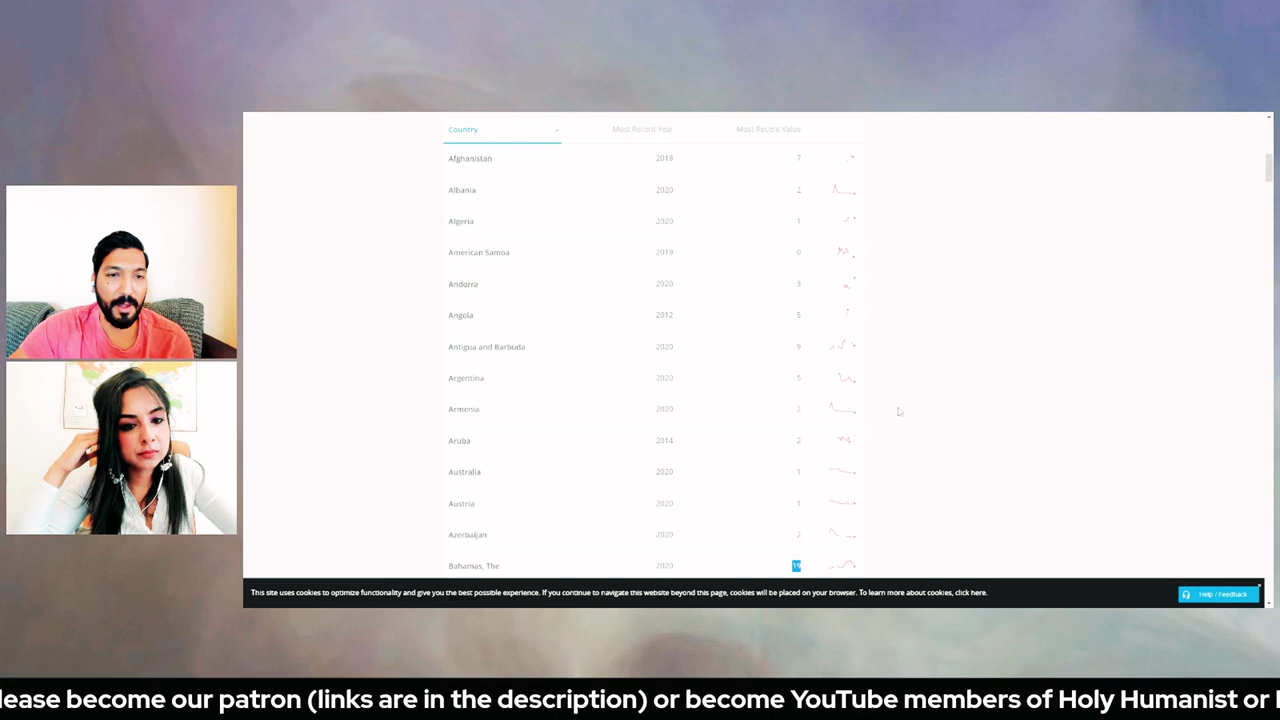 Country Most Recent Year Most Recent Value
Afghanistan 2018 7
Albania 2020 2
Algeria 2020 1
American Samoa 2019 0
Andorra 2020 3
Angola 2012 5
Antigua and Barbuda 2020 9
Argentina 2020 5
Armenia 2020 2
Aruba 2014 2
Australia 2020 1
Austria 2020 1
Azerbaijan 2020 2
Bahamas, The 2020 19
This site uses cookies to optimize functionality and give you the best possible experience. If you continue to navigate this website beyond this page, cookies will be placed on your browser. To learn more about cookies, click here.
Help / Feedback
lease become our patron (links are in the description) or become YouTube members of Holy Humanist or